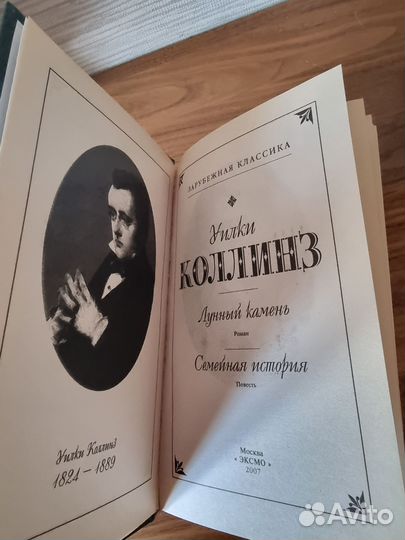 Уилки Коллинз
1824 – 1889
ЗАРУБЕЖНАЯ КЛАССИКА
Уилки
КОЛЛИНЗ
Лунный камень
Роман
Семейная история
Повесть
Москва
« ЭКСМО »
2007
Avito